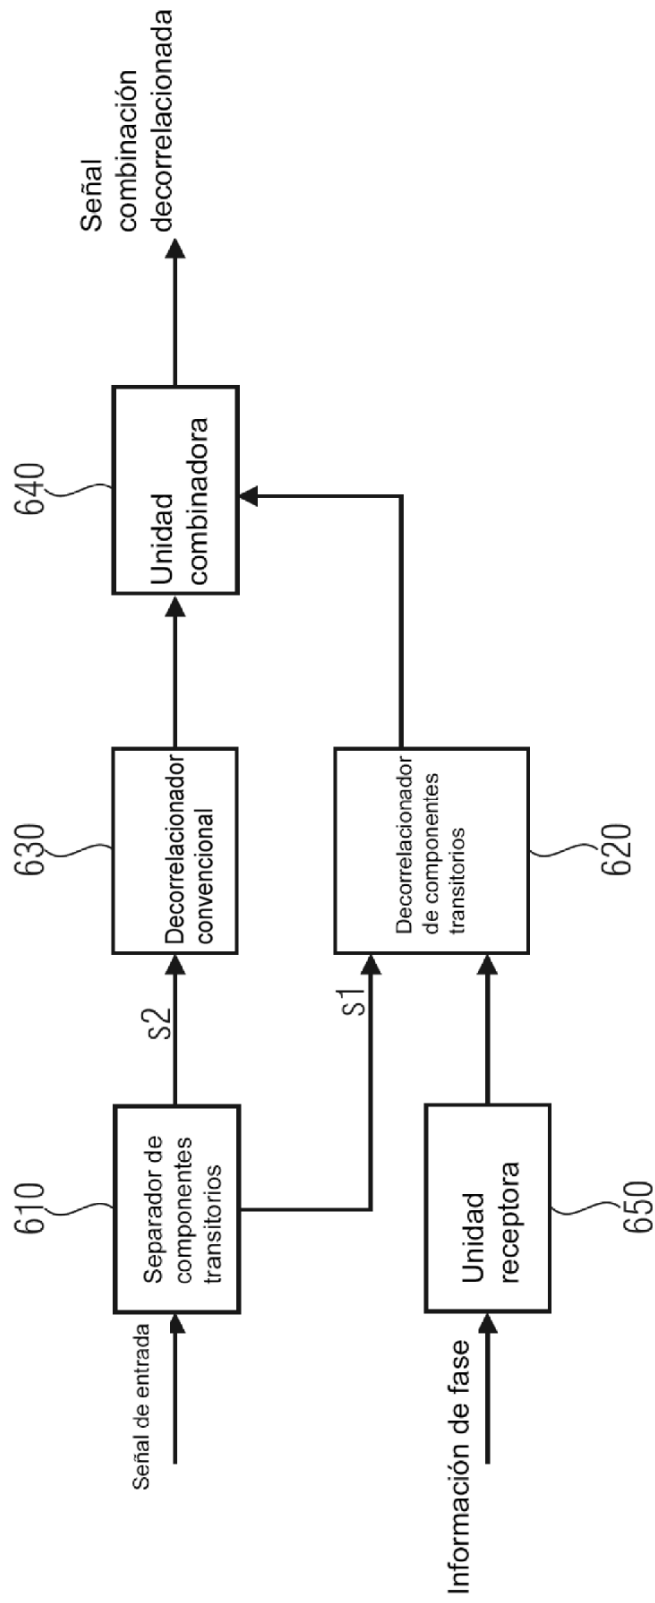 610
630
640
Señal de entrada
Separador de
componentes
transitorios
s2
Decorrelacionador
convencional
Unidad
combinadora
Señal
combinación
decorrelacionada
s1
Información de fase
Unidad
receptora
Decorrelacionador
de componentes
transitorios
650
620